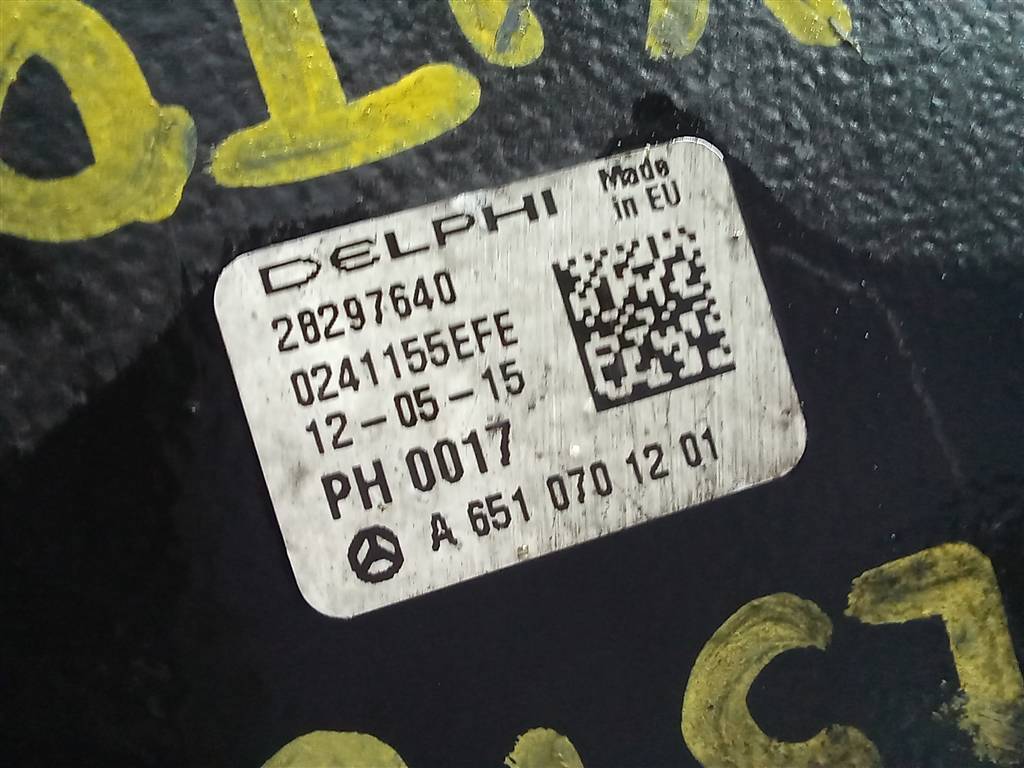 DELPHI
Made
in EU
28297640
0241155EFE
12-05-15
PH 0017
A 651 070 12 01